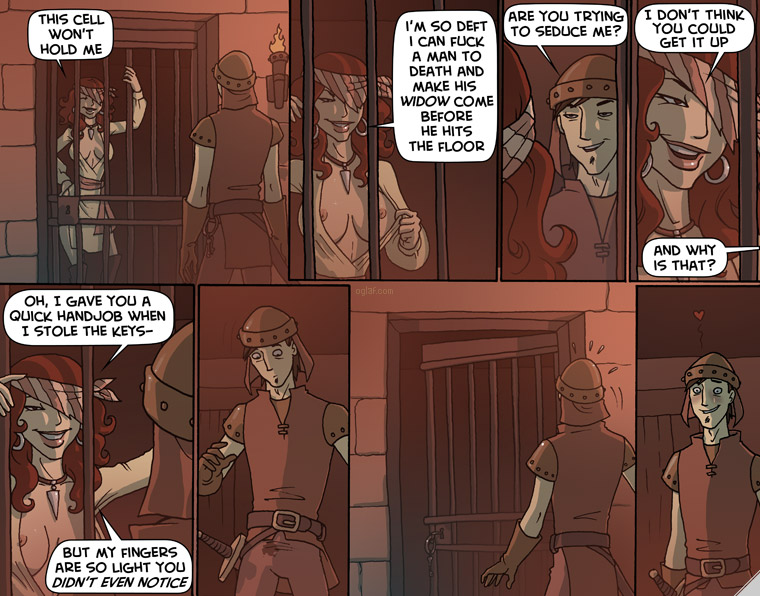 THIS CELL
WON'T
HOLD ME
I'M SO DEFT
I CAN FUCK
A MAN TO
DEATH AND
MAKE HIS
WIDOW COME
BEFORE
HE HITS
THE FLOOR
ARE YOU TRYING
TO SEDUCE ME?
I DON'T THINK
YOU COULD
GET IT UP
AND WHY
IS THAT?
OH, I GAVE YOU A
QUICK HANDJOB WHEN
I STOLE THE KEYS-
BUT MY FINGERS
ARE SO LIGHT YOU
DIDN'T EVEN NOTICE
oglaf.com